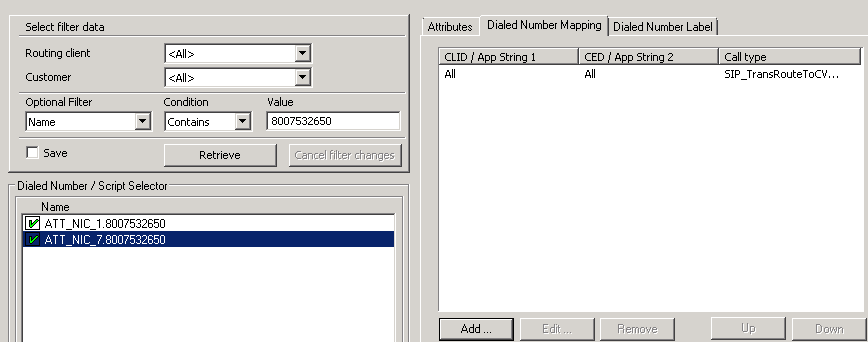 Select filter data
Routing client <All>
Customer <All>
Optional Filter Condition Value
Name Contains 8007532650
Save Retrieve Cancel filter changes
Dialed Number / Script Selector
Name
ATT_NIC_1.8007532650
ATT_NIC_7.8007532650
Attributes Dialed Number Mapping Dialed Number Label
CLID / App String 1 CED / App String 2 Call type
All All SIP_TransRouteToCV...
Add ... Edit ... Remove Up Down